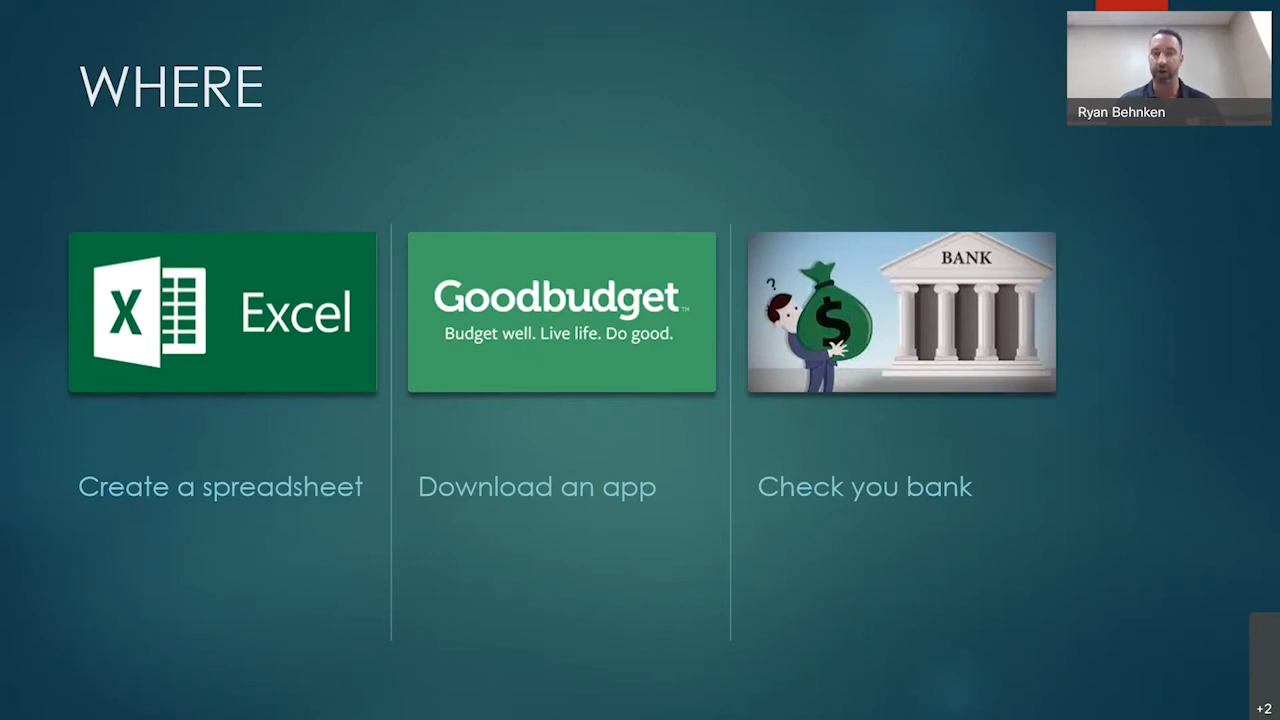 WHERE
Ryan Behnken
X Excel
Goodbudget™
Budget well. Live life. Do good.
?
$
BANK
Create a spreadsheet
Download an app
Check you bank
+2